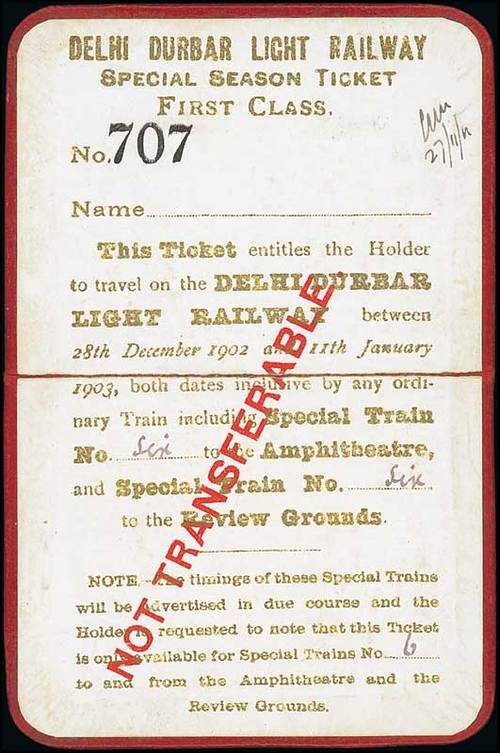 DELHI DURBAR LIGHT RAILWAY
SPECIAL SEASON TICKET
FIRST CLASS.
No. 707
27/11/
Name
This Ticket entitles the Holder
to travel on the DELHI DURBAR
LIGHT RAILWAY between
28th December 1902 and 11th January
1903, both dates inclusive by any ordi-
nary Train including Special Train
No. Six to the Amphitheatre,
and Special Train No. Six
to the Review Grounds.
NOTE.—The timings of these Special Trains
will be advertised in due course and the
Holder is requested to note that this Ticket
is only available for Special Trains No. 6
to and from the Amphitheatre and the
Review Grounds.
NOT TRANSFERABLE.